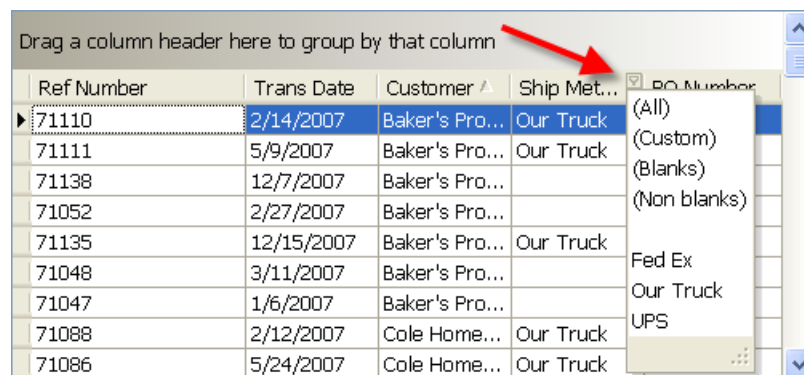 Drag a column header here to group by that column
Ref Number Trans Date Customer Ship Met... PO Number
71110 2/14/2007 Baker's Pro... Our Truck
71111 5/9/2007 Baker's Pro... Our Truck
71138 12/7/2007 Baker's Pro...
71052 2/27/2007 Baker's Pro...
71135 12/15/2007 Baker's Pro... Our Truck
71048 3/11/2007 Baker's Pro...
71047 1/6/2007 Baker's Pro...
71088 2/12/2007 Cole Home... Our Truck
71086 5/24/2007 Cole Home... Our Truck
(All)
(Custom)
(Blanks)
(Non blanks)
Fed Ex
Our Truck
UPS